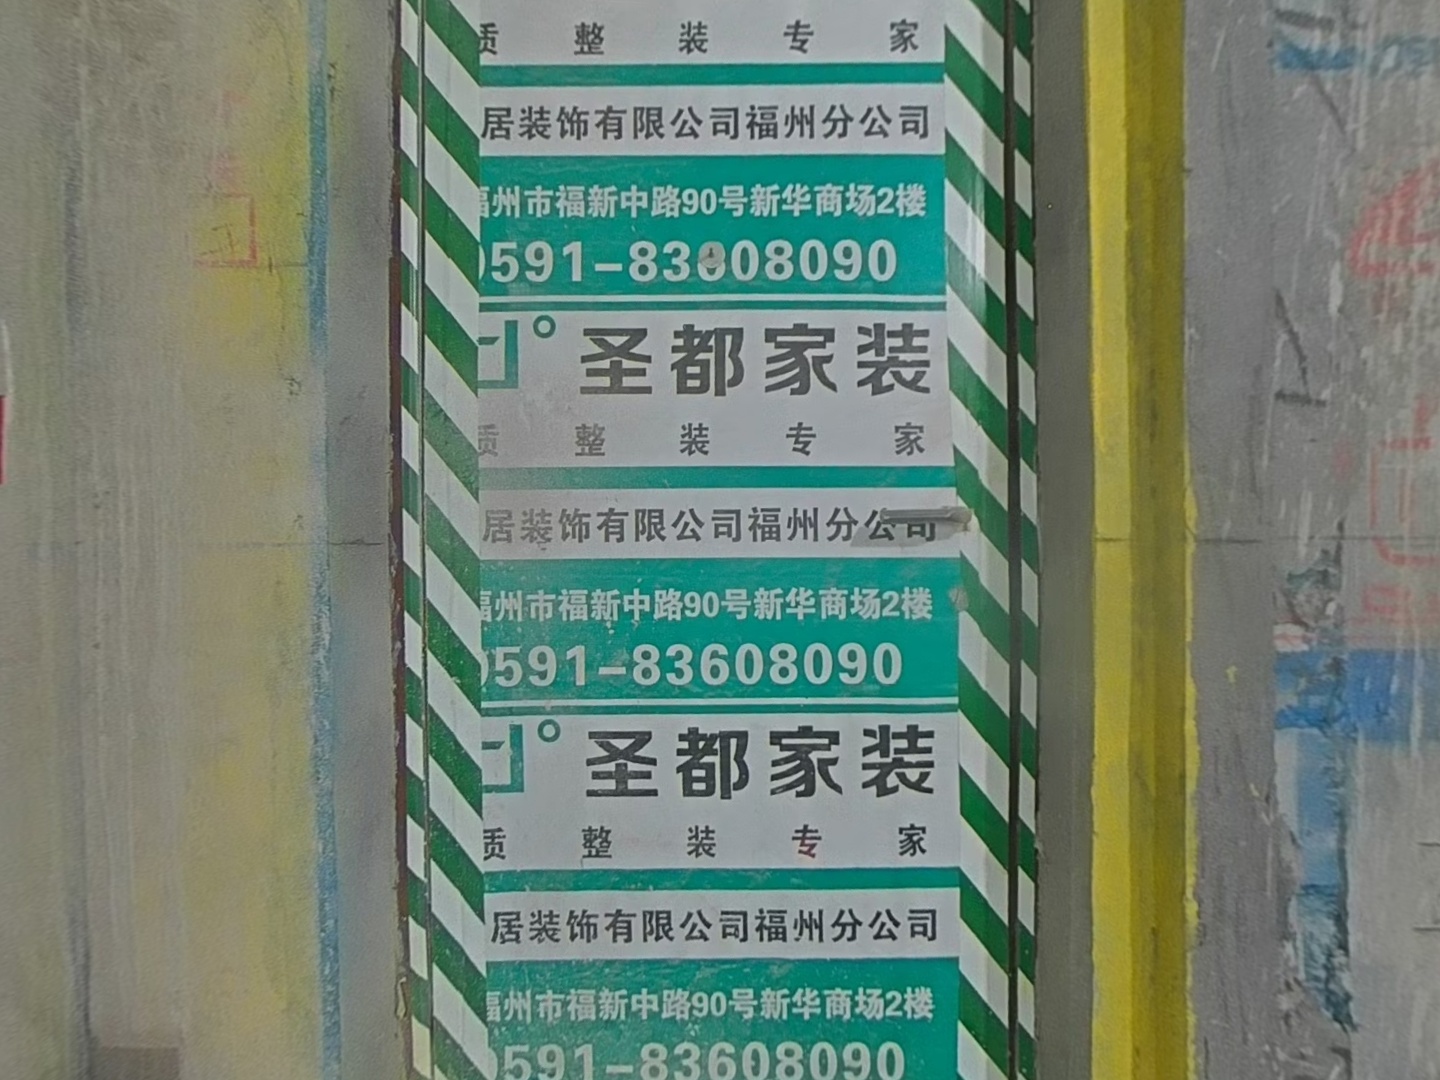 质 整 装 专 家
居装饰有限公司福州分公司
福州市福新中路90号新华商场2楼
0591-83608090
圣都家装
质 整 装 专 家
居装饰有限公司福州分公司
福州市福新中路90号新华商场2楼
0591-83608090
圣都家装
质 整 装 专 家
居装饰有限公司福州分公司
福州市福新中路90号新华商场2楼
0591-83608090